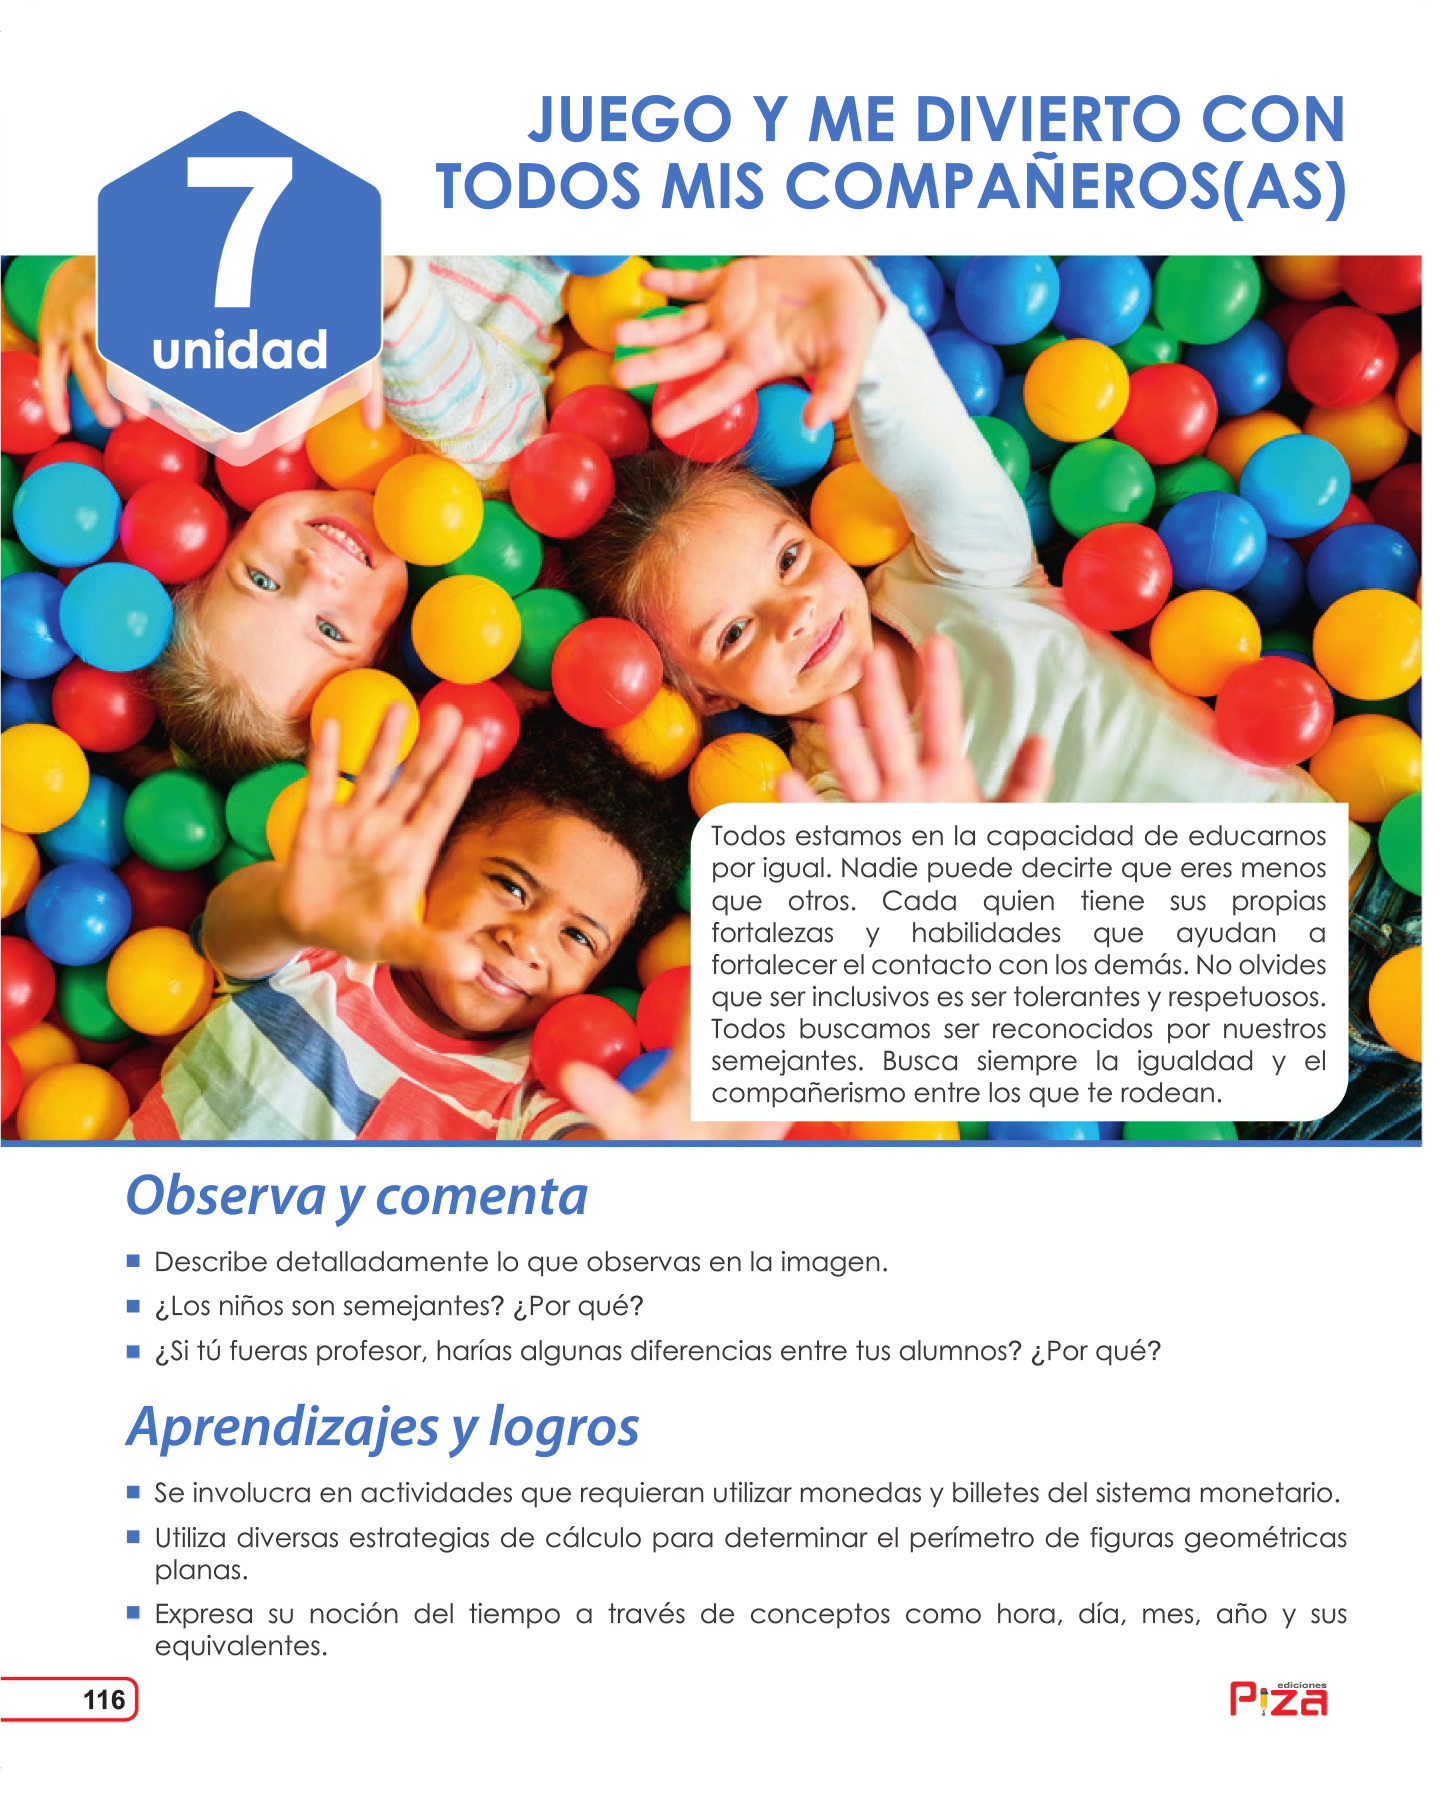 7
unidad
JUEGO Y ME DIVIERTO CON
TODOS MIS COMPAÑEROS(AS)
Todos estamos en la capacidad de educarnos
por igual. Nadie puede decirte que eres menos
que otros. Cada quien tiene sus propias
fortalezas y habilidades que ayudan a
fortalecer el contacto con los demás. No olvides
que ser inclusivos es ser tolerantes y respetuosos.
Todos buscamos ser reconocidos por nuestros
semejantes. Busca siempre la igualdad y el
compañerismo entre los que te rodean.
Observa y comenta
Describe detalladamente lo que observas en la imagen.
¿Los niños son semejantes? ¿Por qué?
¿Si tú fueras profesor, harías algunas diferencias entre tus alumnos? ¿Por qué?
Aprendizajes y logros
Se involucra en actividades que requieran utilizar monedas y billetes del sistema monetario.
Utiliza diversas estrategias de cálculo para determinar el perímetro de figuras geométricas
planas.
Expresa su noción del tiempo a través de conceptos como hora, día, mes, año y sus
equivalentes.
116
ediciones
Piza